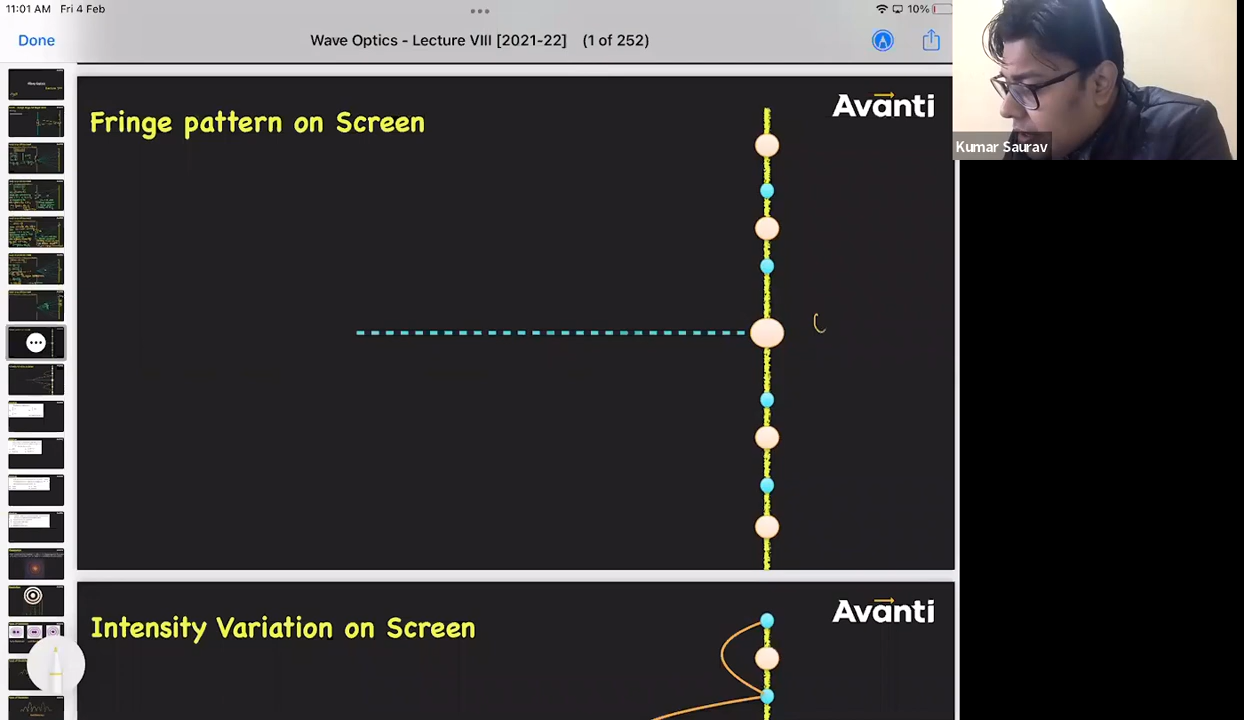 11:01 AM Fri 4 Feb
10%
Done
Wave Optics - Lecture VIII [2021-22] (1 of 252)
Fringe pattern on Screen
Avanti
Kumar Saurav
Intensity Variation on Screen
Avanti